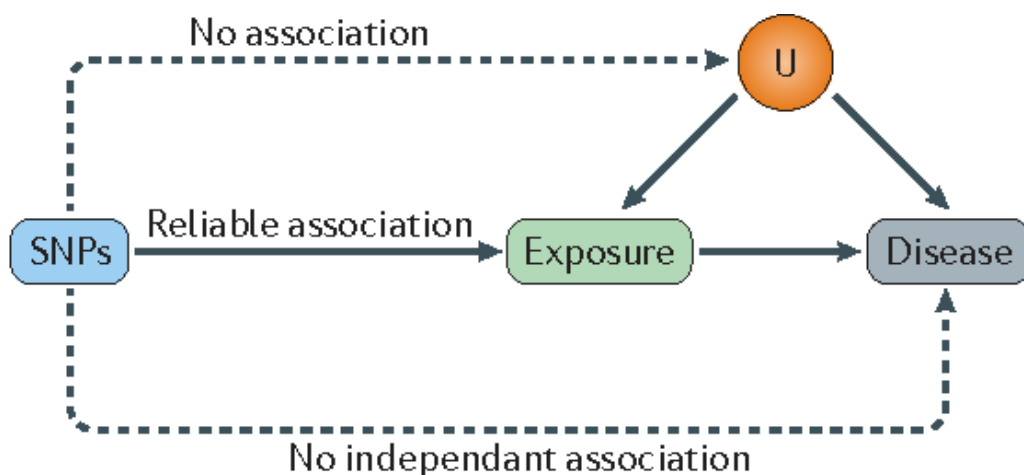 No association
U
Reliable association
SNPs
Exposure
Disease
No independant association